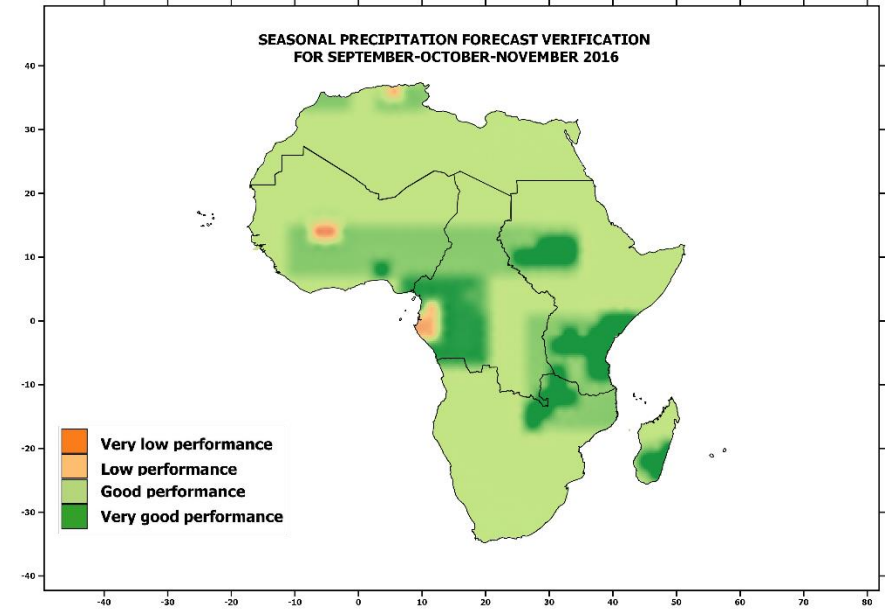 SEASONAL PRECIPITATION FORECAST VERIFICATION
FOR SEPTEMBER-OCTOBER-NOVEMBER 2016
40
30
20
10
0
-10
-20
-30
-40
Very low performance
Low performance
Good performance
Very good performance
-40 -30 -20 -10 0 10 20 30 40 50 60 70 80